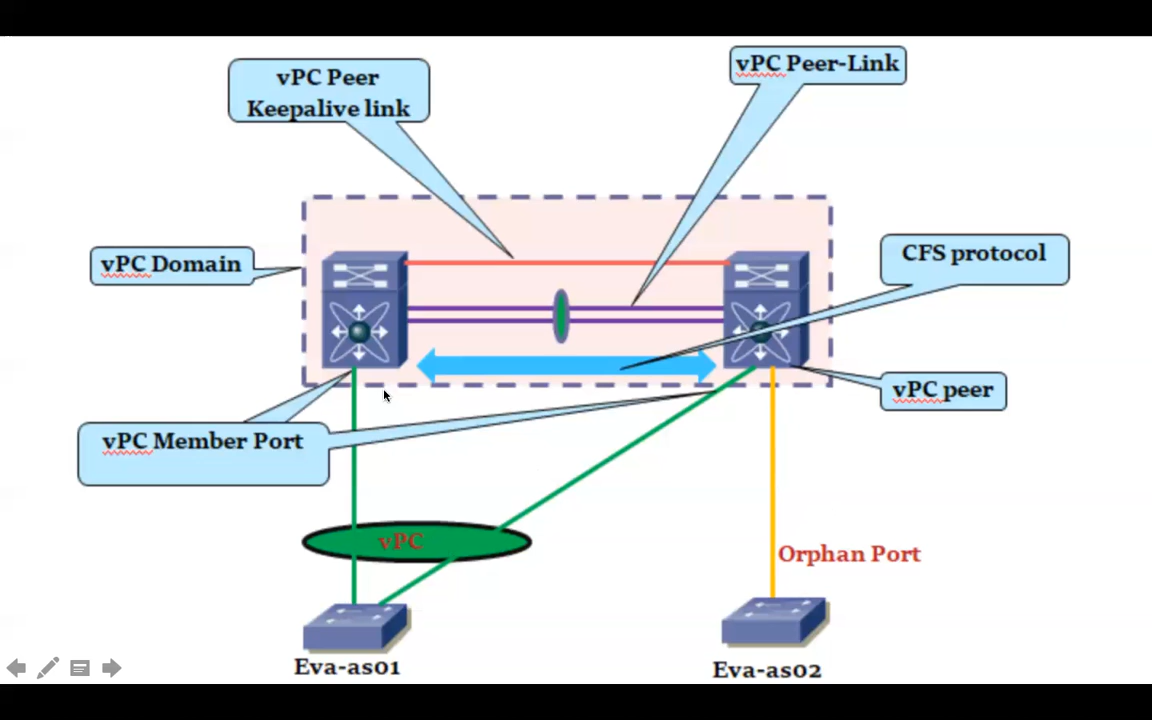 vPC Peer
Keepalive link
vPC Peer-Link
vPC Domain
CFS protocol
vPC peer
vPC Member Port
vPC
Orphan Port
Eva-as01
Eva-as02